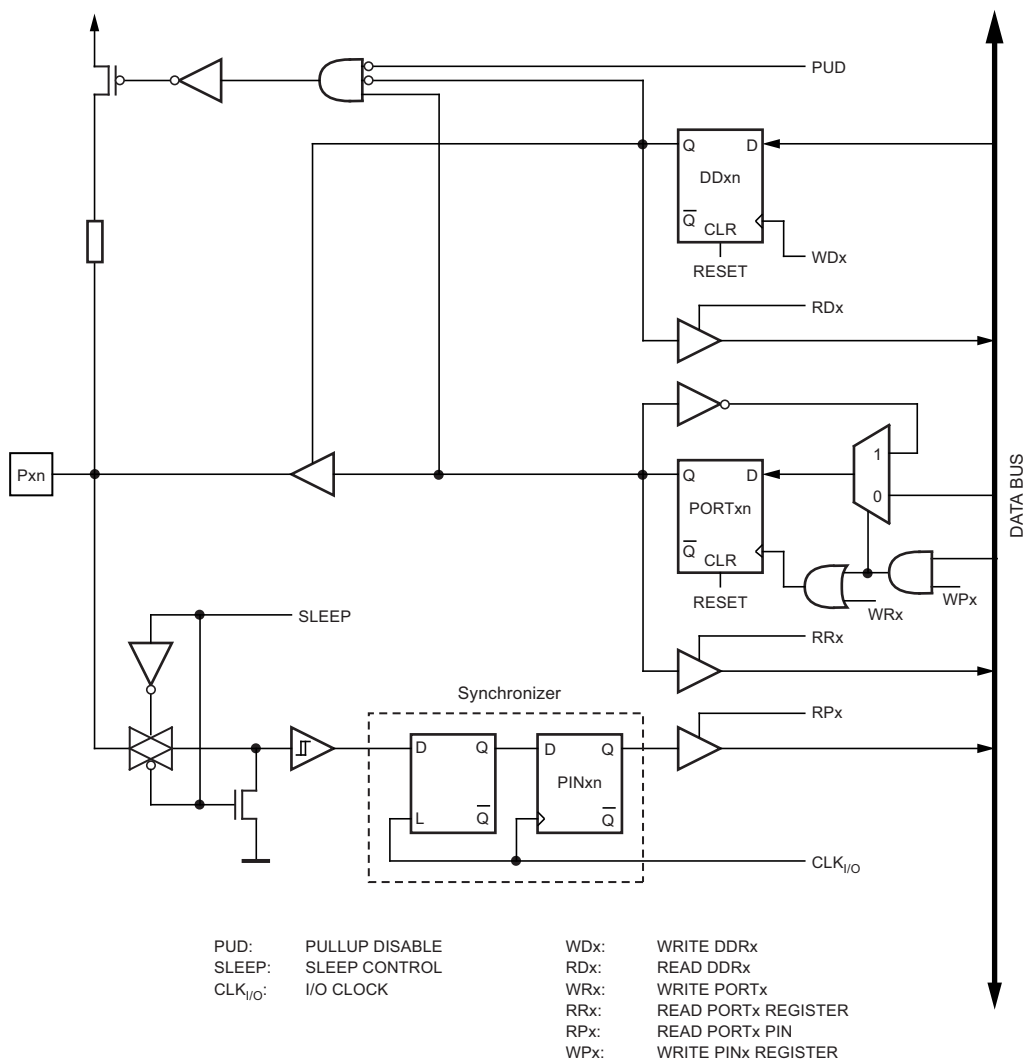 PUD
Q D
DDxn
Q
CLR
RESET
WDx
RDx
Pxn
1
0
Q D
PORTxn
Q
CLR
RESET
WRx
WPx
DATA BUS
SLEEP
RRx
Synchronizer
RPx
D Q
L Q
D Q
PINxn
Q
CLKI/O
PUD: PULLUP DISABLE
SLEEP: SLEEP CONTROL
CLKI/O: I/O CLOCK
WDx: WRITE DDRx
RDx: READ DDRx
WRx: WRITE PORTx
RRx: READ PORTx REGISTER
RPx: READ PORTx PIN
WPx: WRITE PINx REGISTER